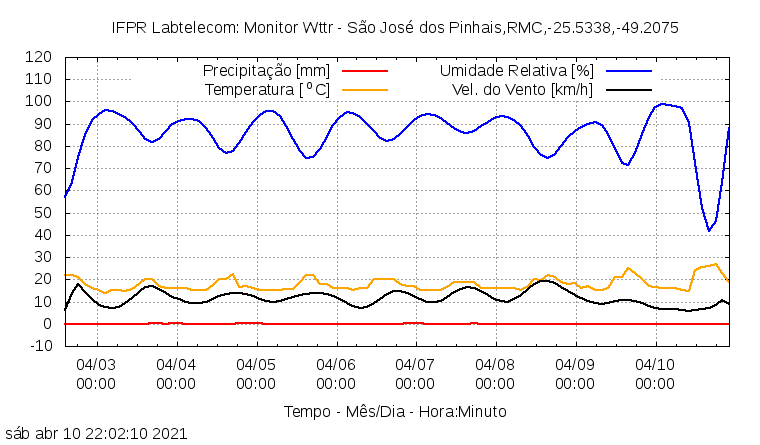 IFPR Labtelecom: Monitor Wttr - São José dos Pinhais,RMC,-25.5338,-49.2075
Precipitação [mm]
Temperatura [ ⁰C]
Umidade Relativa [%]
Vel. do Vento [km/h]
120
110
100
90
80
70
60
50
40
30
20
10
0
-10
04/03 04/04 04/05 04/06 04/07 04/08 04/09 04/10
00:00 00:00 00:00 00:00 00:00 00:00 00:00 00:00
Tempo - Mês/Dia - Hora:Minuto
sáb abr 10 22:02:10 2021